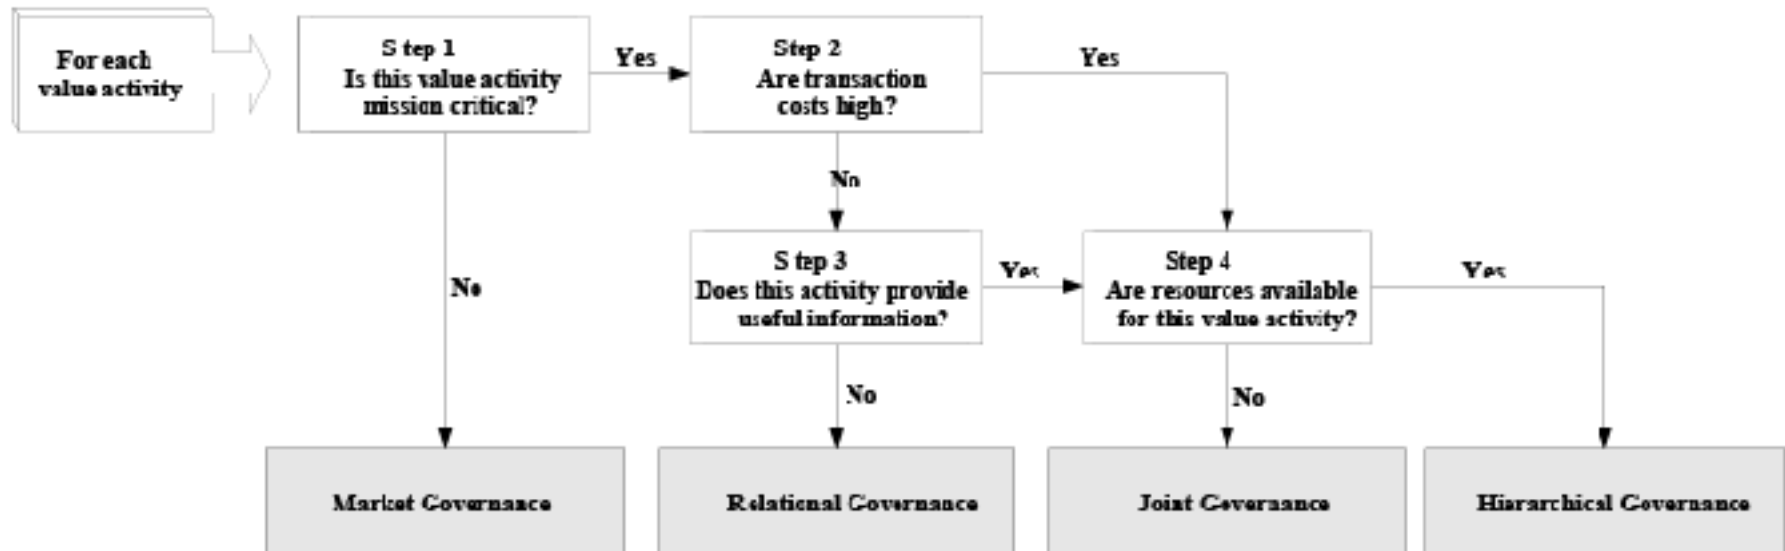 For each
value activity
Step 1
Is this value activity
mission critical?
Yes
Step 2
Are transaction
costs high?
Yes
No
No
Step 3
Does this activity provide
useful information?
Yes
Step 4
Are resources available
for this value activity?
Yes
No
No
Market Governance
Relational Governance
Joint Governance
Hierarchical Governance